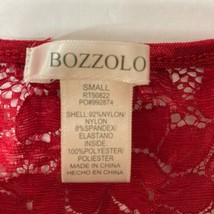 BOZZOLO
SMALL
RT50822
PO#992874
SHELL:92%NYLON/
NYLON
8%SPANDEX/
ELASTANO
INSIDE:
100%POLYESTER/
POLIESTER
MADE IN CHINA
HECHO EN CHINA